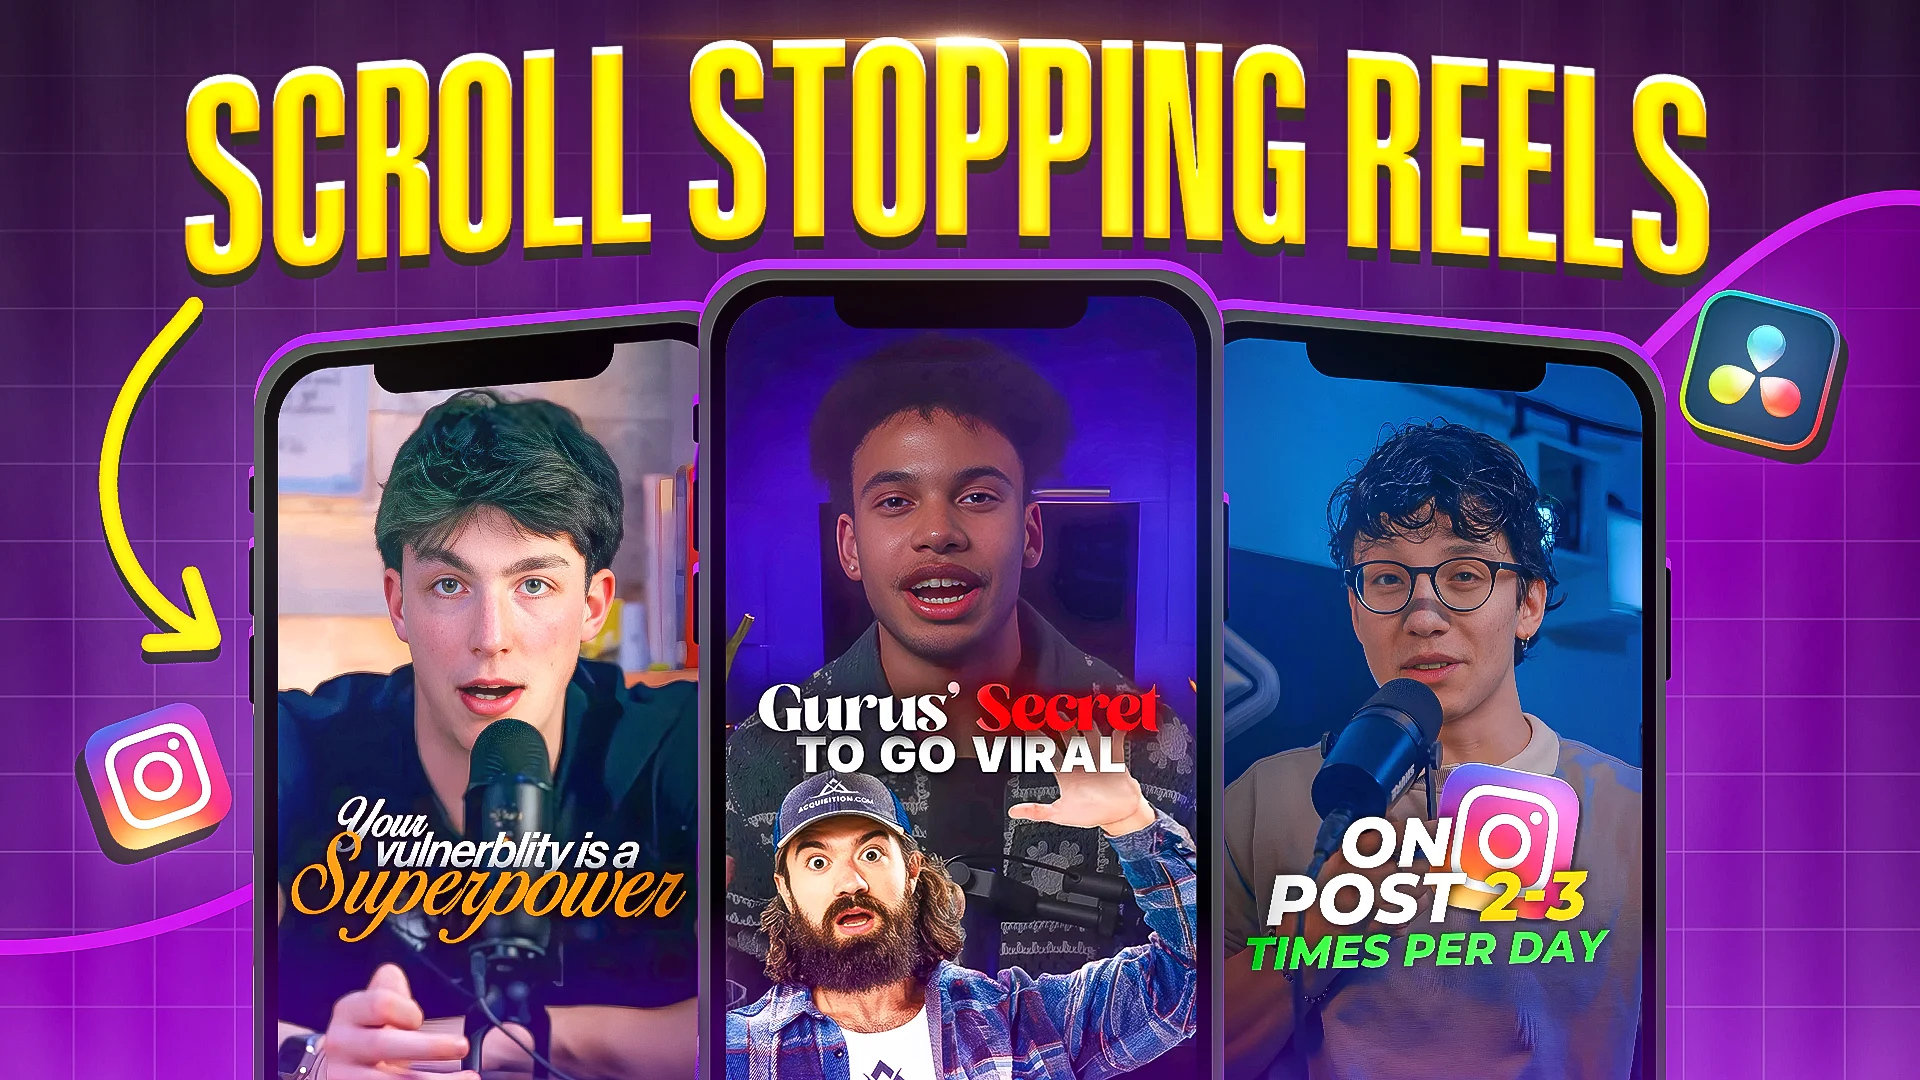 SCROLL STOPPING REELS
Your
vulnerblity is a
Superpower
Gurus' Secret
TO GO VIRAL
ACQUISITION.COM
ON
POST 2-3
TIMES PER DAY